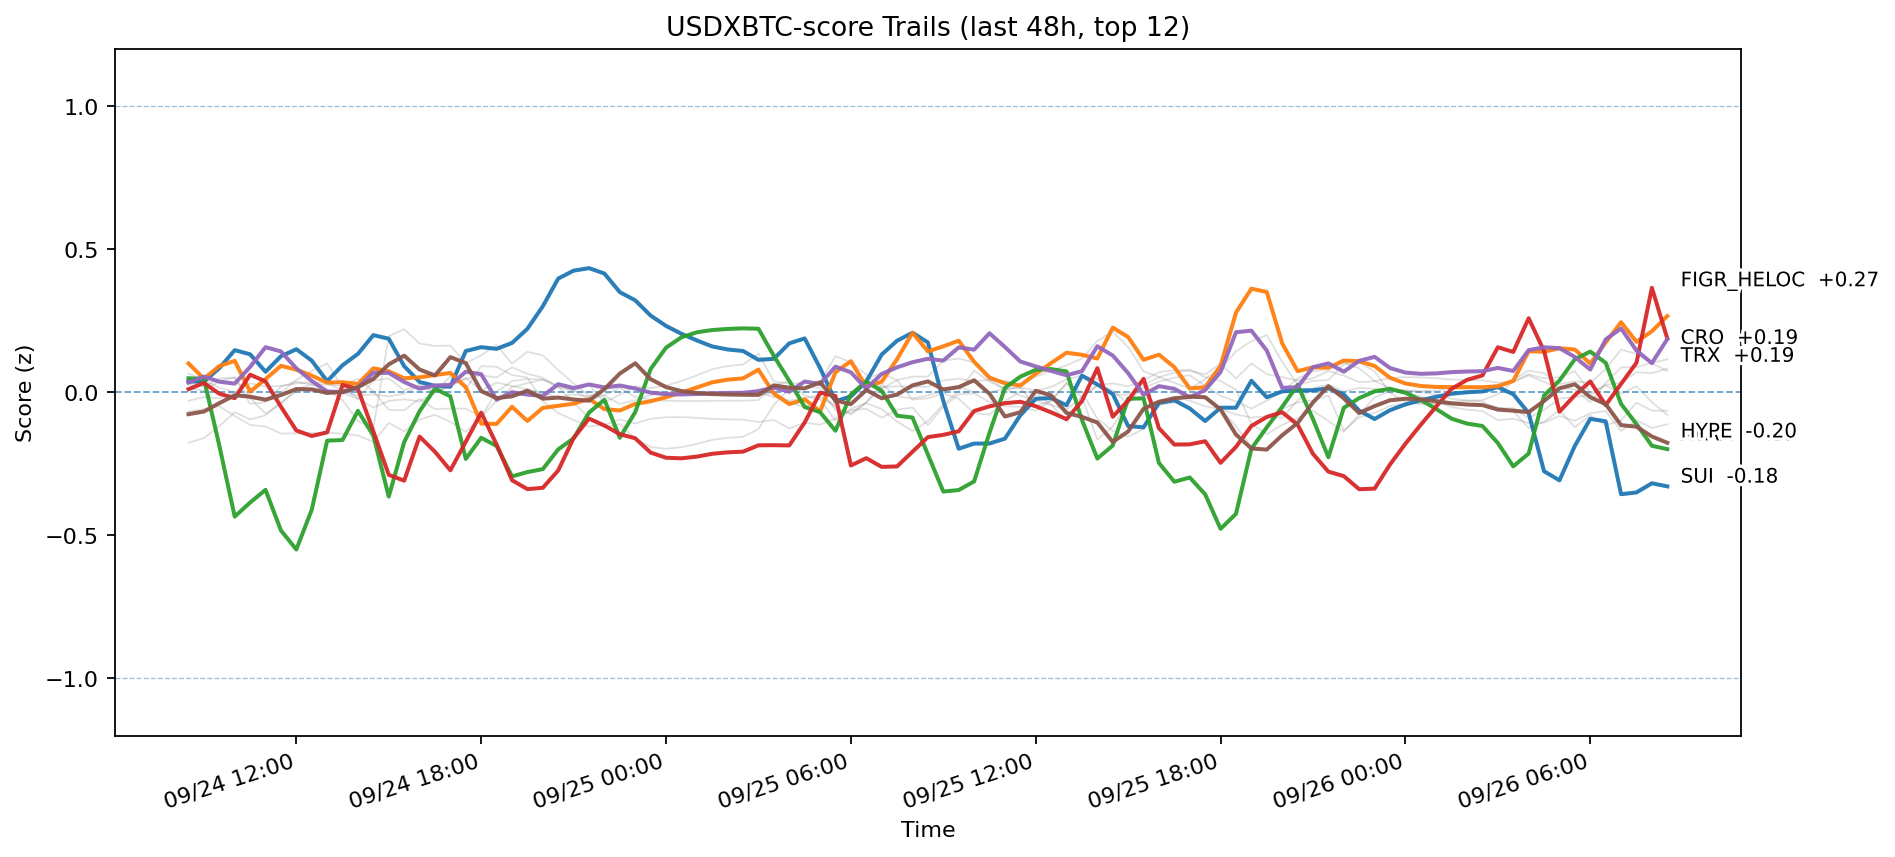 USDXBTC-score Trails (last 48h, top 12)
Score (z)
1.0
0.5
0.0
−0.5
−1.0
FIGR_HELOC +0.27
CRO +0.19
TRX +0.19
HYPE -0.20
SUI -0.18
09/24 12:00
09/24 18:00
09/25 00:00
09/25 06:00
09/25 12:00
09/25 18:00
09/26 00:00
09/26 06:00
Time